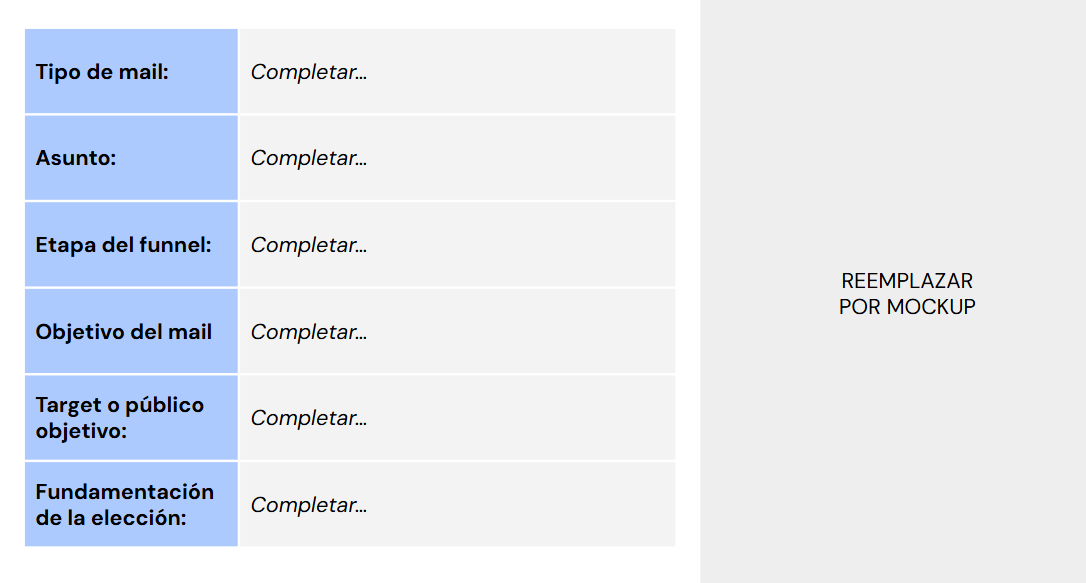 Tipo de mail:
Completar...
Asunto:
Completar...
Etapa del funnel:
Completar...
Objetivo del mail
Completar...
Target o público
objetivo:
Completar...
Fundamentación
de la elección:
Completar...
REEMPLAZAR
POR MOCKUP